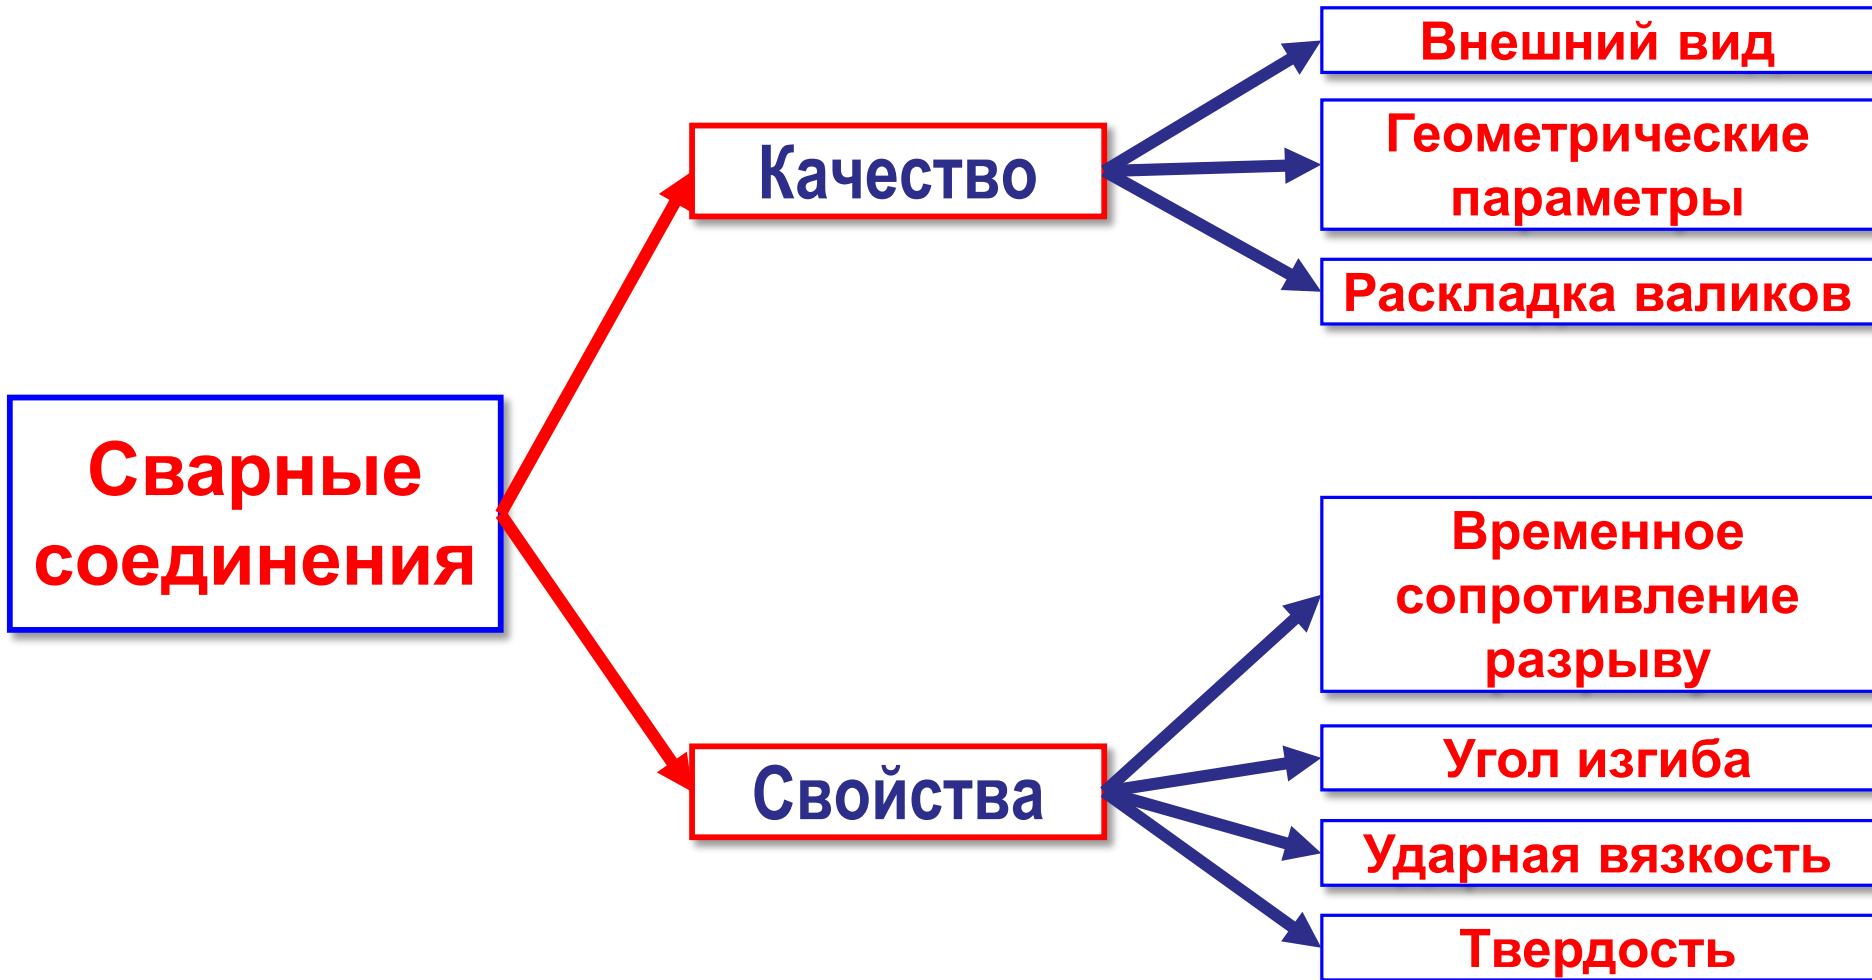 Сварные
соединения
Качество
Внешний вид
Геометрические
параметры
Раскладка валиков
Свойства
Временное
сопротивление
разрыву
Угол изгиба
Ударная вязкость
Твердость